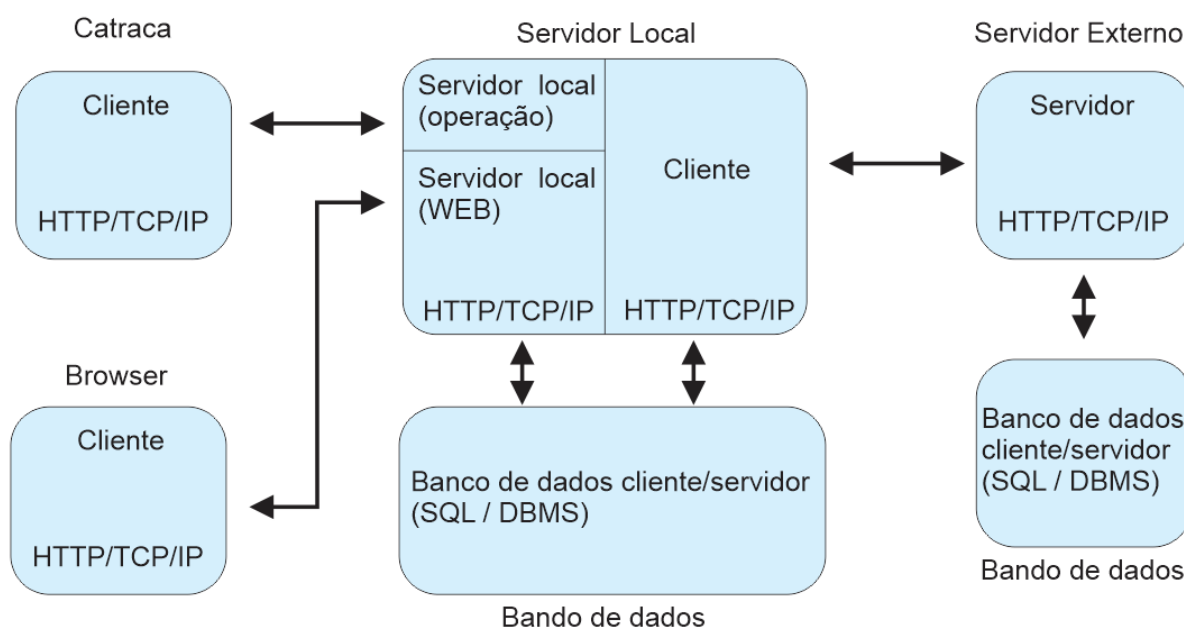 Catraca
Cliente
HTTP/TCP/IP
Servidor Local
Servidor local
(operação)
Servidor local
(WEB)
HTTP/TCP/IP
Cliente
HTTP/TCP/IP
Servidor Externo
Servidor
HTTP/TCP/IP
Browser
Cliente
HTTP/TCP/IP
Banco de dados cliente/servidor
(SQL / DBMS)
Bando de dados
Banco de dados
cliente/servidor
(SQL / DBMS)
Bando de dados